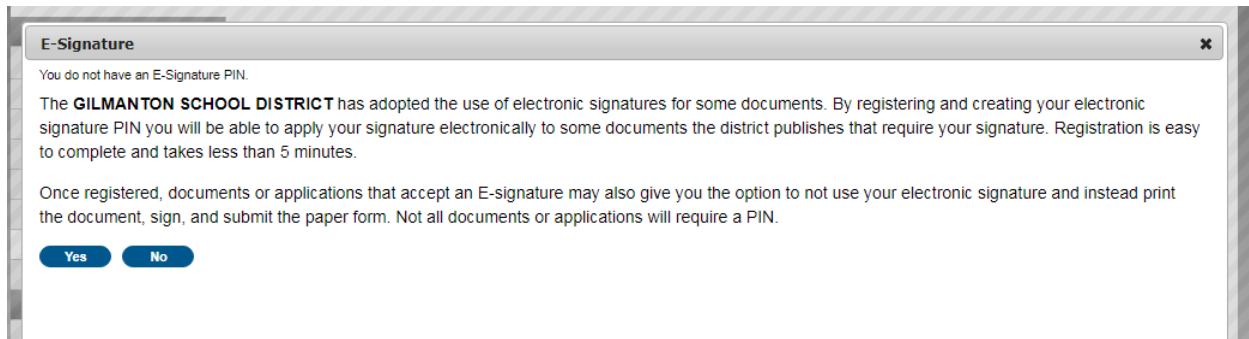 E-Signature
You do not have an E-Signature PIN.
The GILMANTON SCHOOL DISTRICT has adopted the use of electronic signatures for some documents. By registering and creating your electronic
signature PIN you will be able to apply your signature electronically to some documents the district publishes that require your signature. Registration is easy
to complete and takes less than 5 minutes.
Once registered, documents or applications that accept an E-signature may also give you the option to not use your electronic signature and instead print
the document, sign, and submit the paper form. Not all documents or applications will require a PIN.
Yes No